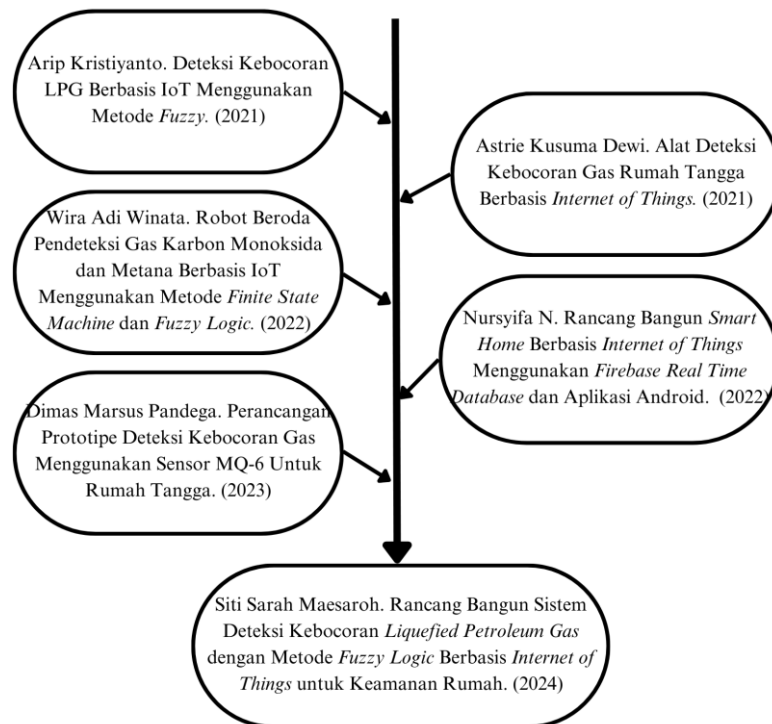 Arip Kristiyanto. Deteksi Kebocoran
LPG Berbasis IoT Menggunakan
Metode Fuzzy. (2021)
Astrie Kusuma Dewi. Alat Deteksi
Kebocoran Gas Rumah Tangga
Berbasis Internet of Things. (2021)
Wira Adi Winata. Robot Beroda
Pendeteksi Gas Karbon Monoksida
dan Metana Berbasis IoT
Menggunakan Metode Finite State
Machine dan Fuzzy Logic. (2022)
Nursyifa N. Rancang Bangun Smart
Home Berbasis Internet of Things
Menggunakan Firebase Real Time
Database dan Aplikasi Android. (2022)
Dimas Marsus Pandega. Perancangan
Prototipe Deteksi Kebocoran Gas
Menggunakan Sensor MQ-6 Untuk
Rumah Tangga. (2023)
Siti Sarah Maesaroh. Rancang Bangun Sistem
Deteksi Kebocoran Liquefied Petroleum Gas
dengan Metode Fuzzy Logic Berbasis Internet of
Things untuk Keamanan Rumah. (2024)